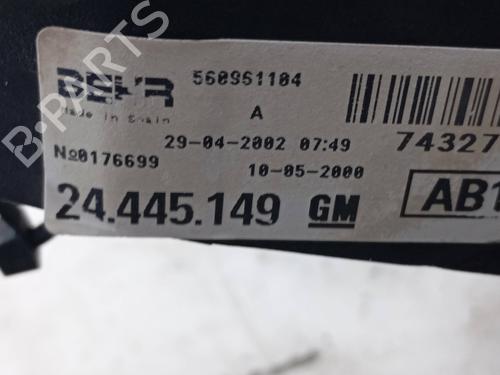 B-PARTS
BEHR
Made in Spain
560961104
A
29-04-2002 07:49
74327
№0176699
10-05-2000
24.445.149 GM
AB1